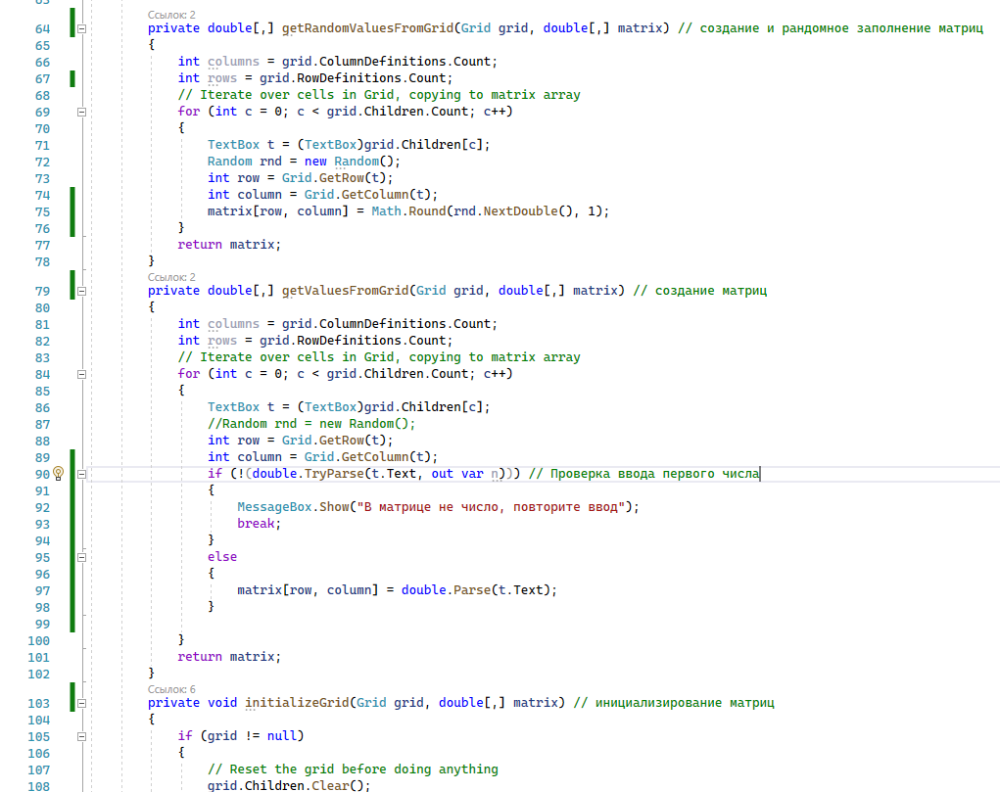 Ссылок: 2
64 private double[,] getRandomValuesFromGrid(Grid grid, double[,] matrix) // создание и рандомное заполнение матриц
65 {
66 int columns = grid.ColumnDefinitions.Count;
67 int rows = grid.RowDefinitions.Count;
68 // Iterate over cells in Grid, copying to matrix array
69 for (int c = 0; c < grid.Children.Count; c++)
70 {
71 TextBox t = (TextBox)grid.Children[c];
72 Random rnd = new Random();
73 int row = Grid.GetRow(t);
74 int column = Grid.GetColumn(t);
75 matrix[row, column] = Math.Round(rnd.NextDouble(), 1);
76 }
77 return matrix;
78 }
Ссылок: 2
79 private double[,] getValuesFromGrid(Grid grid, double[,] matrix) // создание матриц
80 {
81 int columns = grid.ColumnDefinitions.Count;
82 int rows = grid.RowDefinitions.Count;
83 // Iterate over cells in Grid, copying to matrix array
84 for (int c = 0; c < grid.Children.Count; c++)
85 {
86 TextBox t = (TextBox)grid.Children[c];
87 //Random rnd = new Random();
88 int row = Grid.GetRow(t);
89 int column = Grid.GetColumn(t);
90 if (!(double.TryParse(t.Text, out var n))) // Проверка ввода первого числа
91 {
92 MessageBox.Show("В матрице не число, повторите ввод");
93 break;
94 }
95 else
96 {
97 matrix[row, column] = double.Parse(t.Text);
98 }
99
100 }
101 return matrix;
102 }
Ссылок: 6
103 private void initializeGrid(Grid grid, double[,] matrix) // инициализирование матриц
104 {
105 if (grid != null)
106 {
107 // Reset the grid before doing anything
108 grid.Children.Clear();